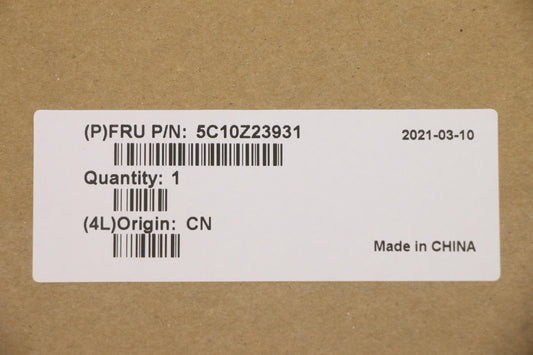 (P)FRU P/N: 5C10Z23931
2021-03-10
Quantity: 1
(4L)Origin: CN
Made in CHINA